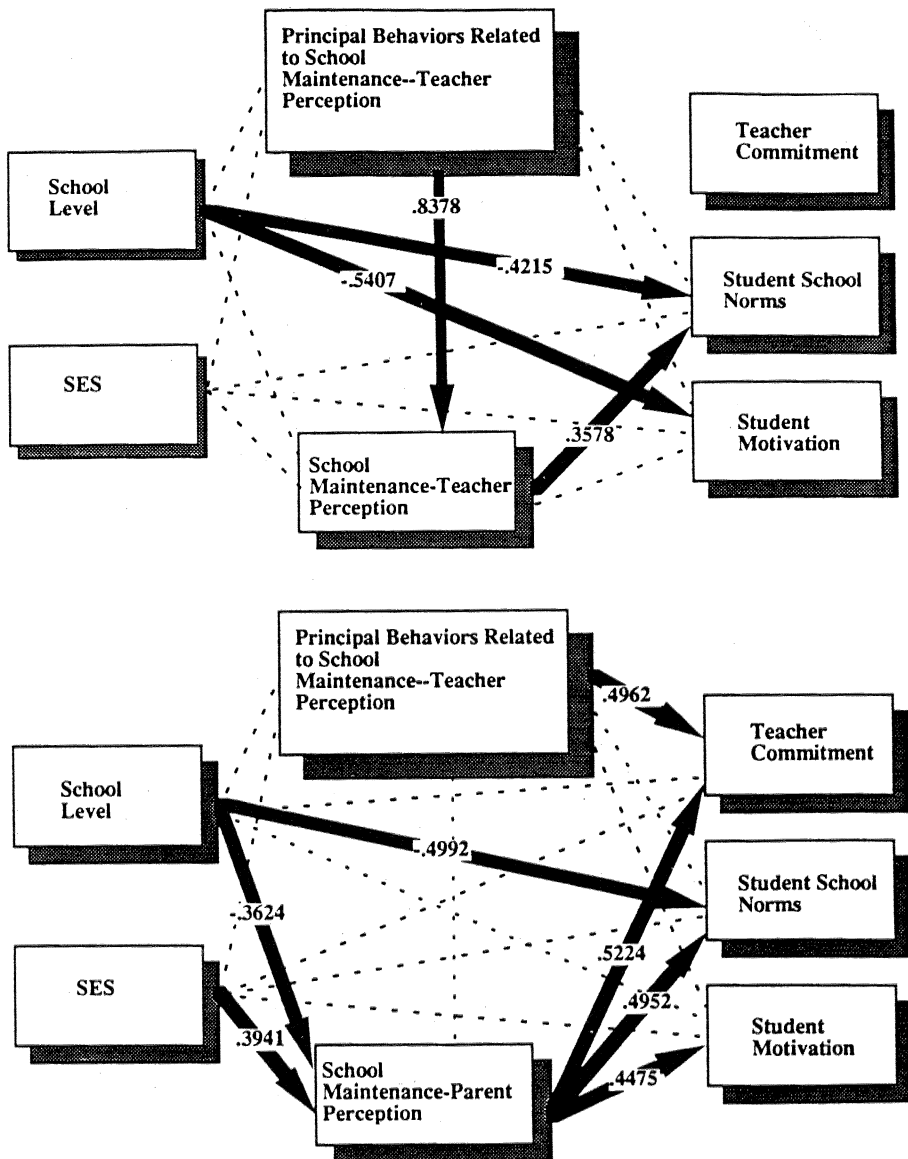 Principal Behaviors Related
to School
Maintenance--Teacher
Perception
Teacher
Commitment
School
Level
.8378
-.4215
-.5407
Student School
Norms
SES
.3578
Student
Motivation
School
Maintenance-Teacher
Perception
Principal Behaviors Related
to School
Maintenance--Teacher
Perception
.4962
Teacher
Commitment
School
Level
-.4992
Student School
Norms
-.3624
.5224
SES
.4952
.3941
Student
Motivation
School
Maintenance-Parent
Perception
.4475